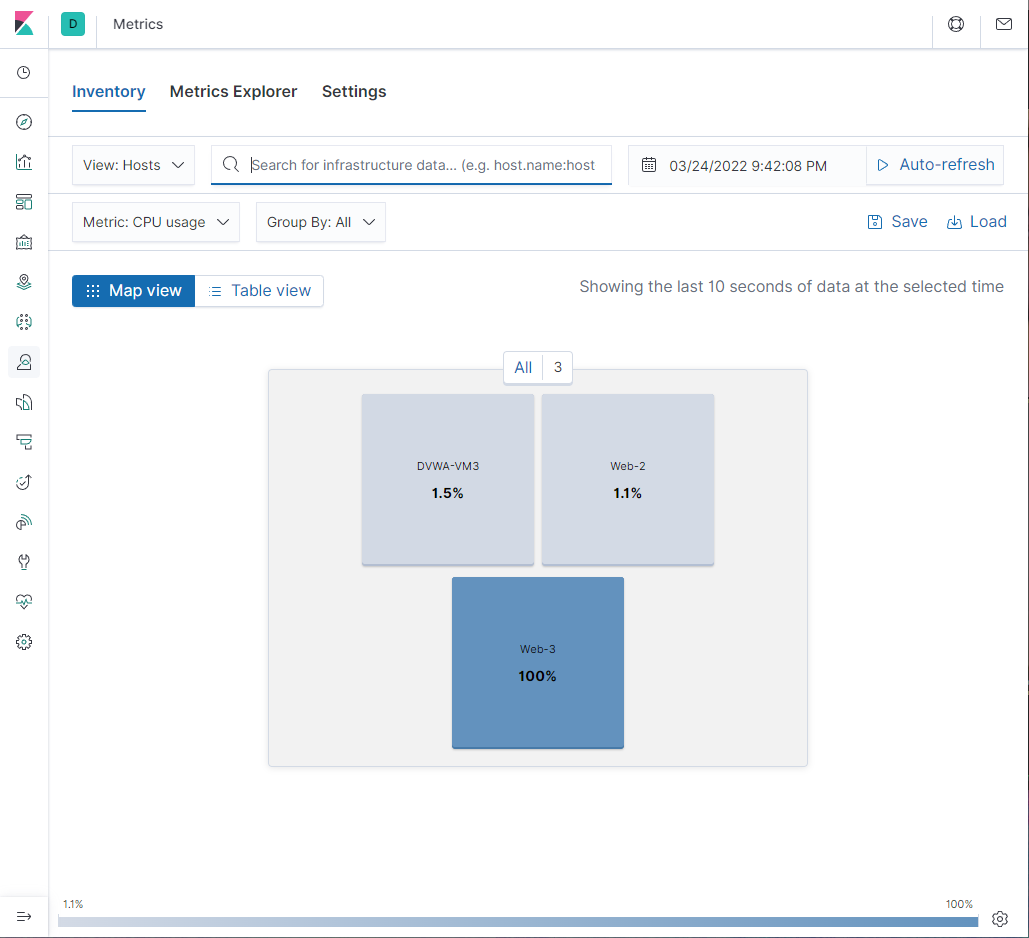 D Metrics
Inventory Metrics Explorer Settings
View: Hosts Search for infrastructure data... (e.g. host.name:host 03/24/2022 9:42:08 PM Auto-refresh
Metric: CPU usage Group By: All Save Load
Map view Table view Showing the last 10 seconds of data at the selected time
All 3
DVWA-VM3 Web-2
1.5% 1.1%
Web-3
100%
1.1% 100%